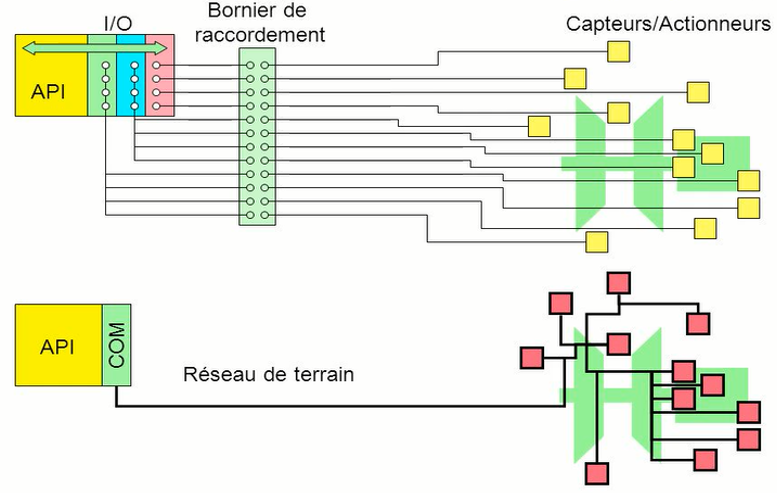 Bornier de
raccordement
I/O
Capteurs/Actionneurs
API
API
COM
Réseau de terrain